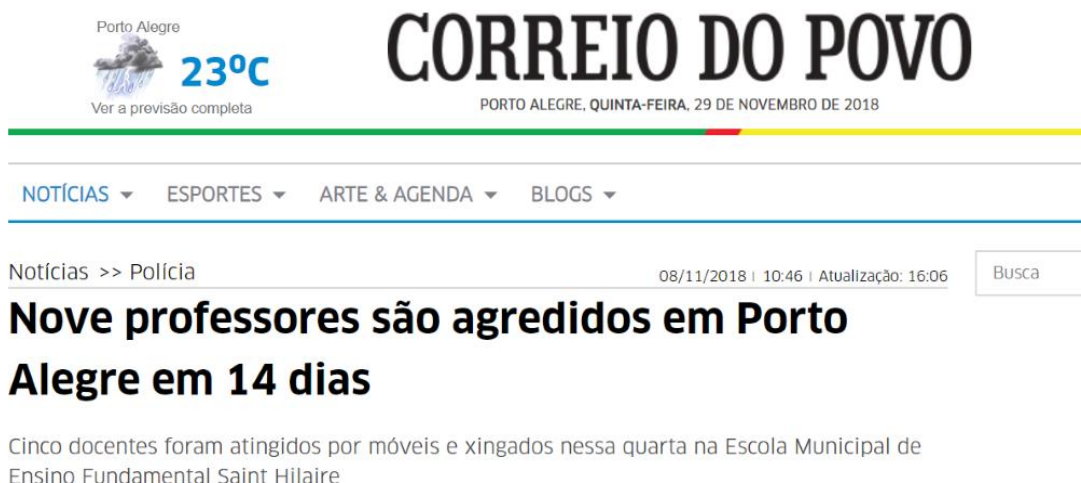 Porto Alegre
23ºC
Ver a previsão completa
CORREIO DO POVO
PORTO ALEGRE, QUINTA-FEIRA, 29 DE NOVEMBRO DE 2018
NOTÍCIAS ESPORTES ARTE & AGENDA BLOGS
Notícias >> Polícia
08/11/2018 | 10:46 | Atualização: 16:06
Busca
Nove professores são agredidos em Porto
Alegre em 14 dias
Cinco docentes foram atingidos por móveis e xingados nessa quarta na Escola Municipal de
Ensino Fundamental Saint Hilaire